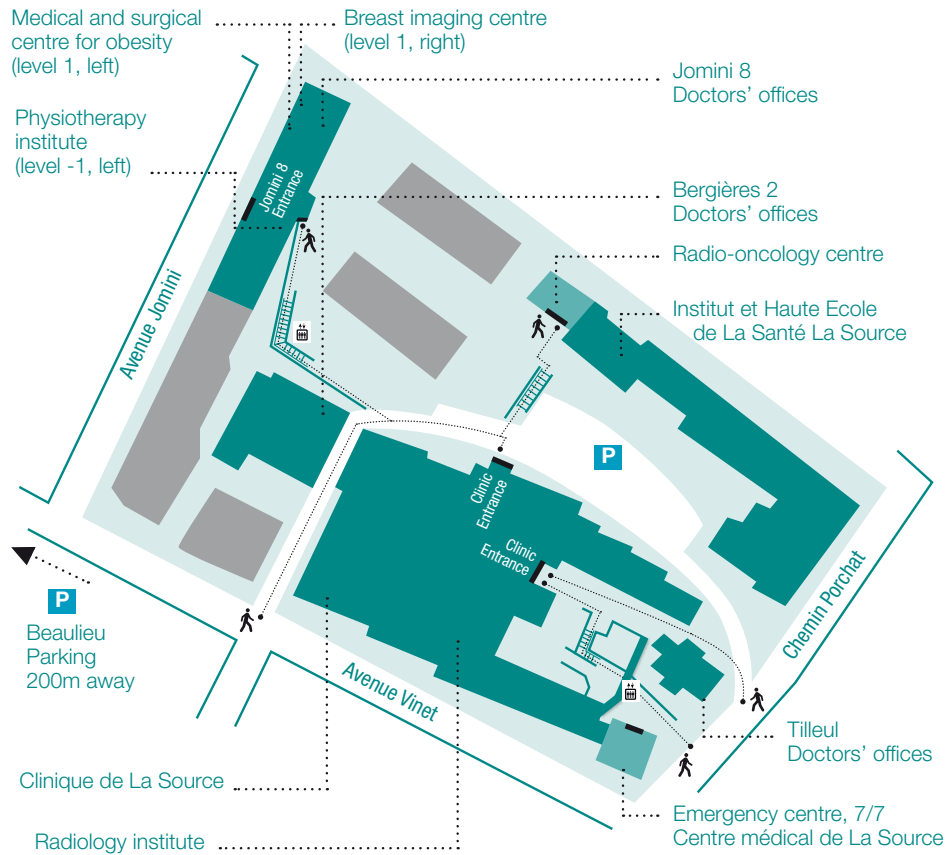 Medical and surgical
centre for obesity
(level 1, left)
Breast imaging centre
(level 1, right)
Jomini 8
Doctors’ offices
Physiotherapy
institute
(level -1, left)
Jomini 8
Entrance
Bergières 2
Doctors’ offices
Radio-oncology centre
Institut et Haute Ecole
de La Santé La Source
Avenue Jomini
P
Clinic
Entrance
Clinic
Entrance
P
Beaulieu
Parking
200m away
Chemin Porchat
Avenue Vinet
Tilleul
Doctors’ offices
Clinique de La Source
Radiology institute
Emergency centre, 7/7
Centre médical de La Source